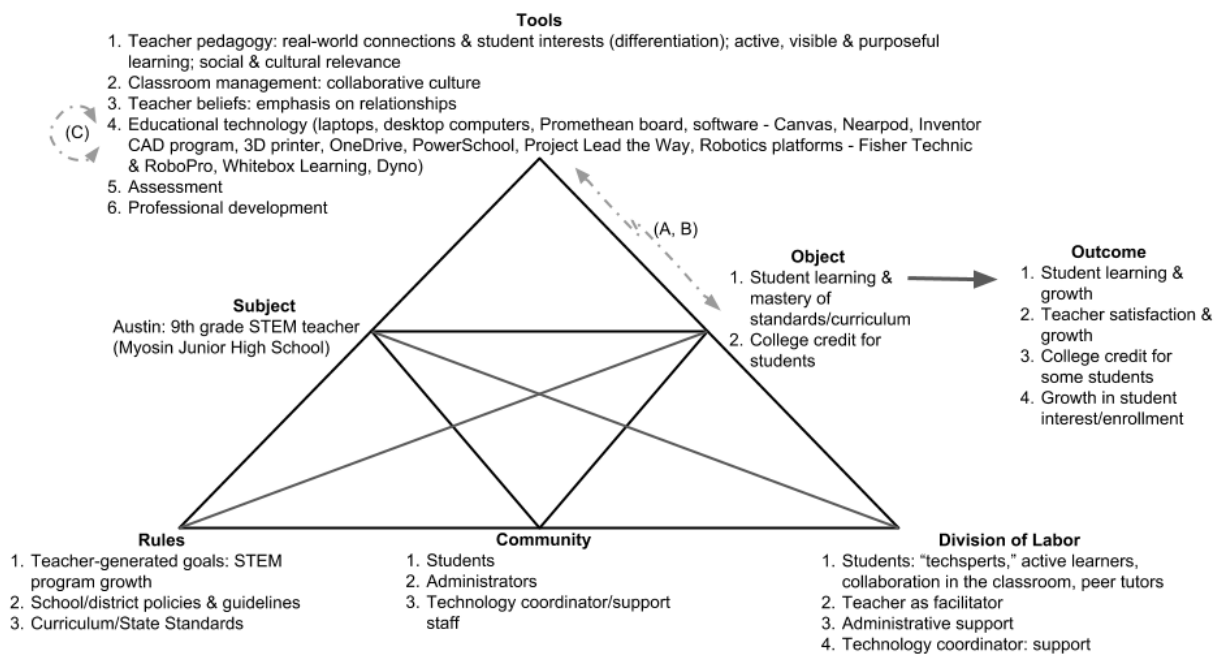 Tools
1. Teacher pedagogy: real-world connections & student interests (differentiation); active, visible & purposeful
learning; social & cultural relevance
2. Classroom management: collaborative culture
3. Teacher beliefs: emphasis on relationships
4. Educational technology (laptops, desktop computers, Promethean board, software - Canvas, Nearpod, Inventor
CAD program, 3D printer, OneDrive, PowerSchool, Project Lead the Way, Robotics platforms - Fisher Technic
& RoboPro, Whitebox Learning, Dyno)
5. Assessment
6. Professional development
(C)
(A, B)
Subject
Austin: 9th grade STEM teacher
(Myosin Junior High School)
Object
1. Student learning &
mastery of
standards/curriculum
2. College credit for
students
Outcome
1. Student learning &
growth
2. Teacher satisfaction &
growth
3. College credit for
some students
4. Growth in student
interest/enrollment
Rules
1. Teacher-generated goals: STEM
program growth
2. School/district policies & guidelines
3. Curriculum/State Standards
Community
1. Students
2. Administrators
3. Technology coordinator/support
staff
Division of Labor
1. Students: “techsperts,” active learners,
collaboration in the classroom, peer tutors
2. Teacher as facilitator
3. Administrative support
4. Technology coordinator: support